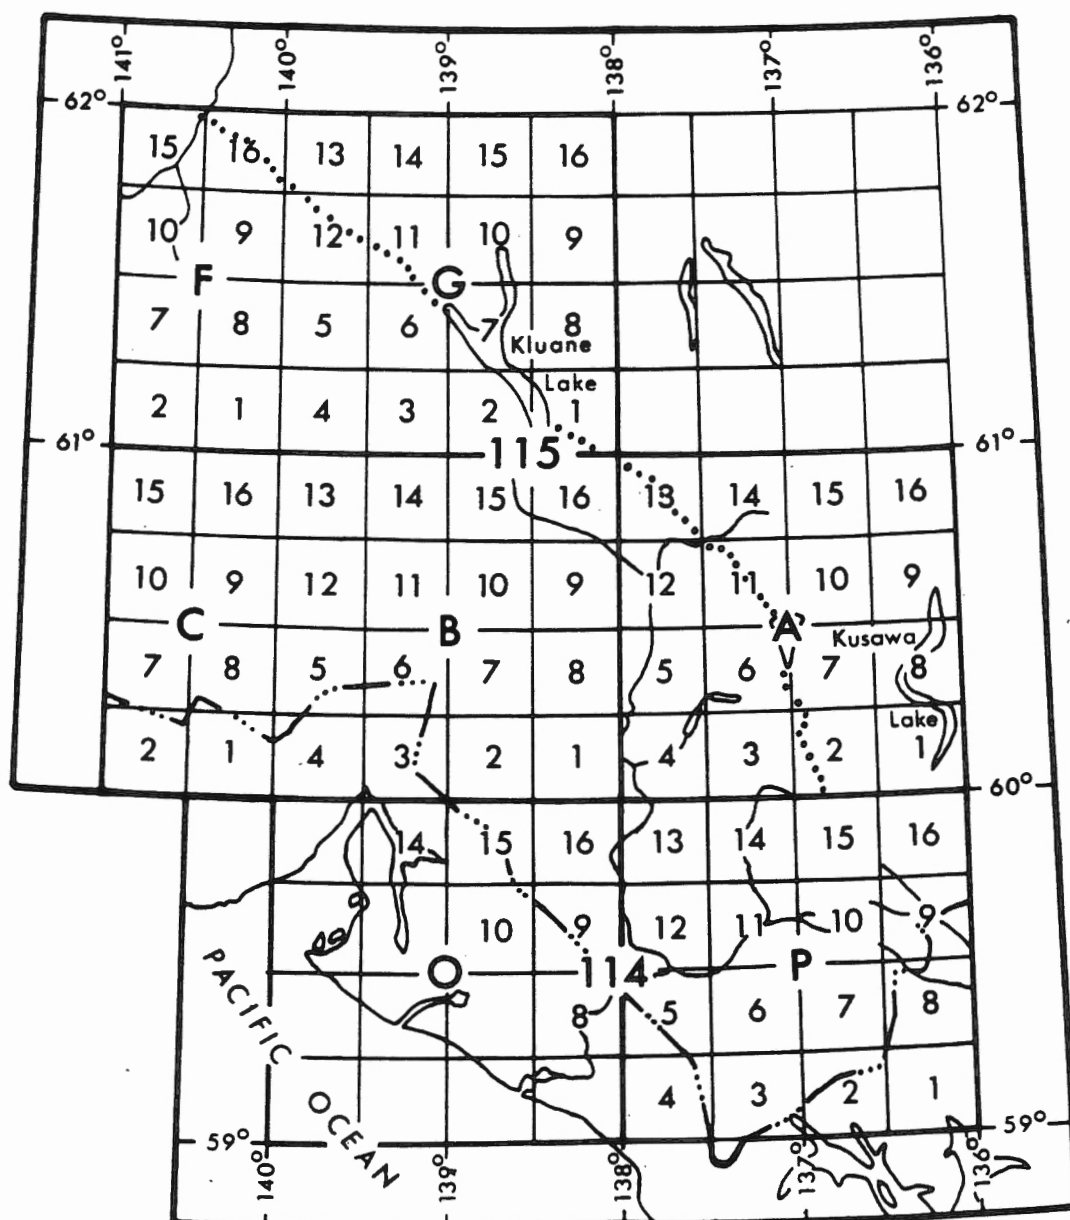 141° 140° 139° 138° 137° 136°
62° 62°
15 16 13 14 15 16
10 9 12 11 10 9
F G
7 8 5 6 7 8
Kluane
Lake
2 1 4 3 2 1
61° 61°
115
15 16 13 14 15 16 13 14 15 16
10 9 12 11 10 9 12 11 10 9
C B A
Kusawa
7 8 5 6 7 8 5 6 7 8
Lake
2 1 4 3 2 1 4 3 2 1
60°
14 15 16 13 14 15 16
10 9 12 11 10 9
O 114 P
PACIFIC
8 5 6 7 8
OCEAN
4 3 2 1
59° 59°
140° 139° 138° 137° 136°